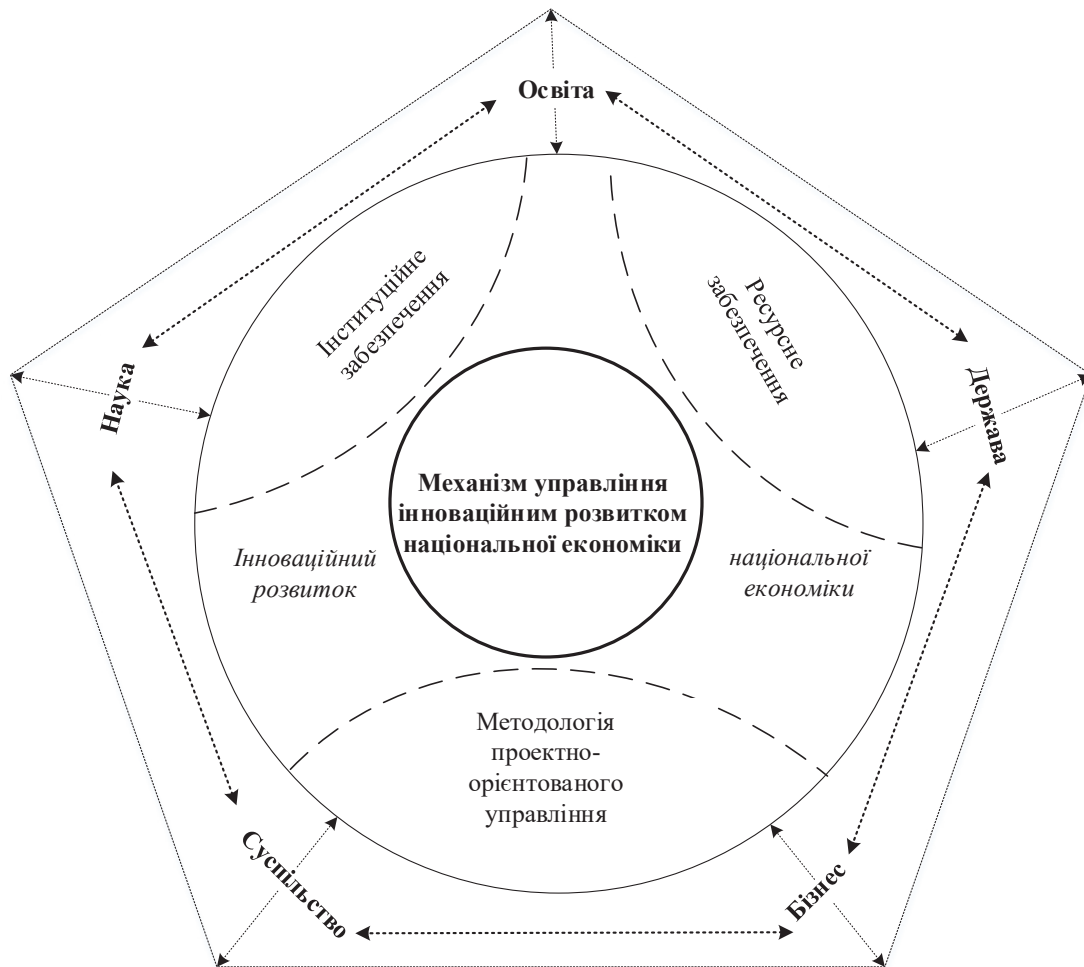 Освіта
Інституційне
забезпечення
Ресурсне
забезпечення
Наука
Держава
Механізм управління
інноваційним розвитком
національної економіки
Інноваційний
розвиток
національної
економіки
Методологія
проектно-
орієнтованого
управління
Суспільство
Бізнес